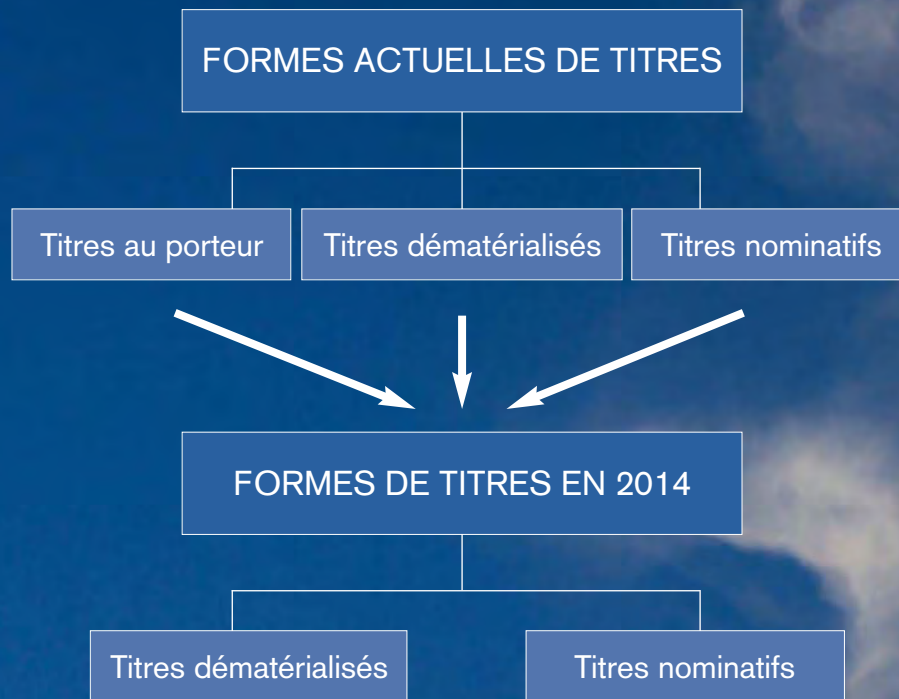 FORMES ACTUELLES DE TITRES
Titres au porteur
Titres dématérialisés
Titres nominatifs
FORMES DE TITRES EN 2014
Titres dématérialisés
Titres nominatifs